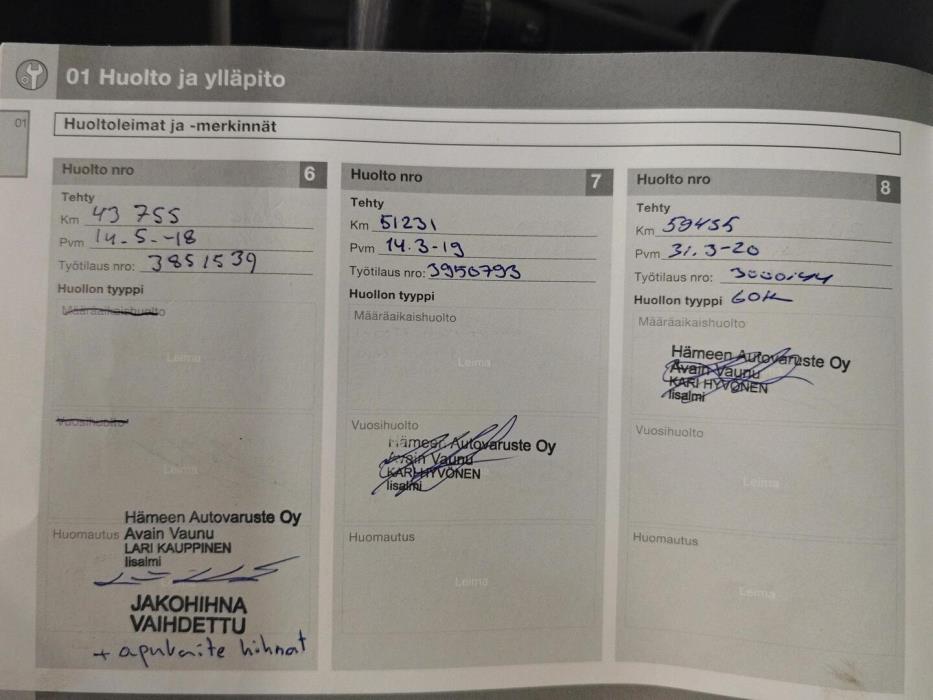 01 Huolto ja ylläpito
01
Huoltoleimat ja -merkinnät
Huolto nro 6
Tehty
Km 43 755
Pvm 14.5.-18
Työtilaus nro: 3851539
Huollon tyyppi
Määräaikaishuolto
Leima
Vuosihuolto
Leima
Hämeen Autovaruste Oy
Huomautus Avain Vaunu
LARI KAUPPINEN
Iisalmi
JAKOHIHNA
VAIHDETTU
+ apulaite hihnat
Huolto nro 7
Tehty
Km 51231
Pvm 14.3-19
Työtilaus nro: 3950793
Huollon tyyppi
Määräaikaishuolto
Leima
Vuosihuolto
Hämeen Autovaruste Oy
Avain Vaunu
KARI HYVÖNEN
Iisalmi
Huomautus
Leima
Huolto nro 8
Tehty
Km 59455
Pvm 31.3-20
Työtilaus nro:
Huollon tyyppi 60k
Määräaikaishuolto
Hämeen Autovaruste Oy
Avain Vaunu
KARI HYVÖNEN
Iisalmi
Vuosihuolto
Leima
Huomautus
Leima